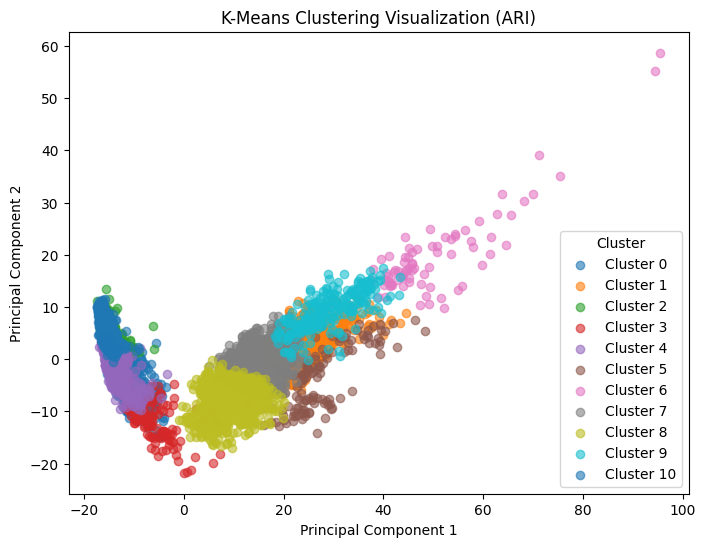 K-Means Clustering Visualization (ARI)
Principal Component 2
60
50
40
30
20
10
0
−10
−20
−20
0
20
40
60
80
100
Principal Component 1
Cluster
Cluster 0
Cluster 1
Cluster 2
Cluster 3
Cluster 4
Cluster 5
Cluster 6
Cluster 7
Cluster 8
Cluster 9
Cluster 10